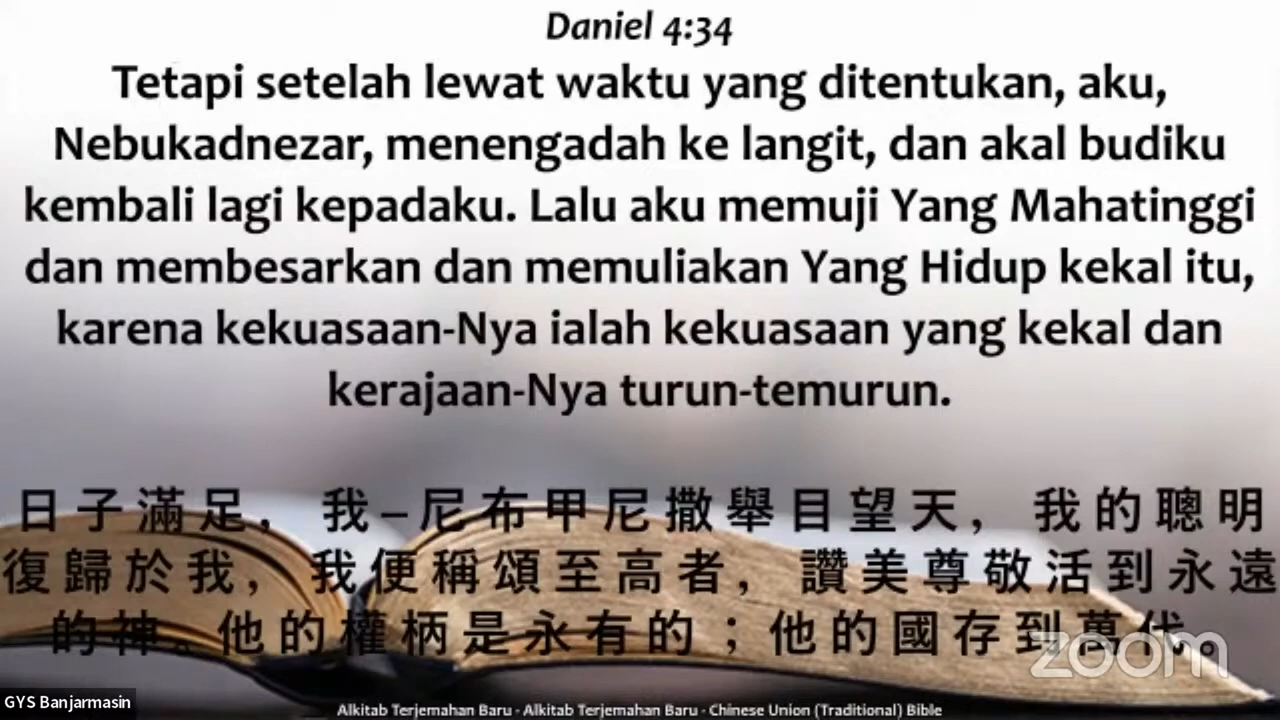 Daniel 4:34
Tetapi setelah lewat waktu yang ditentukan, aku,
Nebukadnezar, menengadah ke langit, dan akal budiku
kembali lagi kepadaku. Lalu aku memuji Yang Mahatinggi
dan membesarkan dan memuliakan Yang Hidup kekal itu,
karena kekuasaan-Nya ialah kekuasaan yang kekal dan
kerajaan-Nya turun-temurun.
日子滿足，我–尼布甲尼撒舉目望天，我的聰明
復歸於我，我便稱頌至高者，讚美尊敬活到永遠
的神。他的權柄是永有的；他的國存到萬代。
zoom
GYS Banjarmasin
Alkitab Terjemahan Baru - Alkitab Terjemahan Baru - Chinese Union (Traditional) Bible